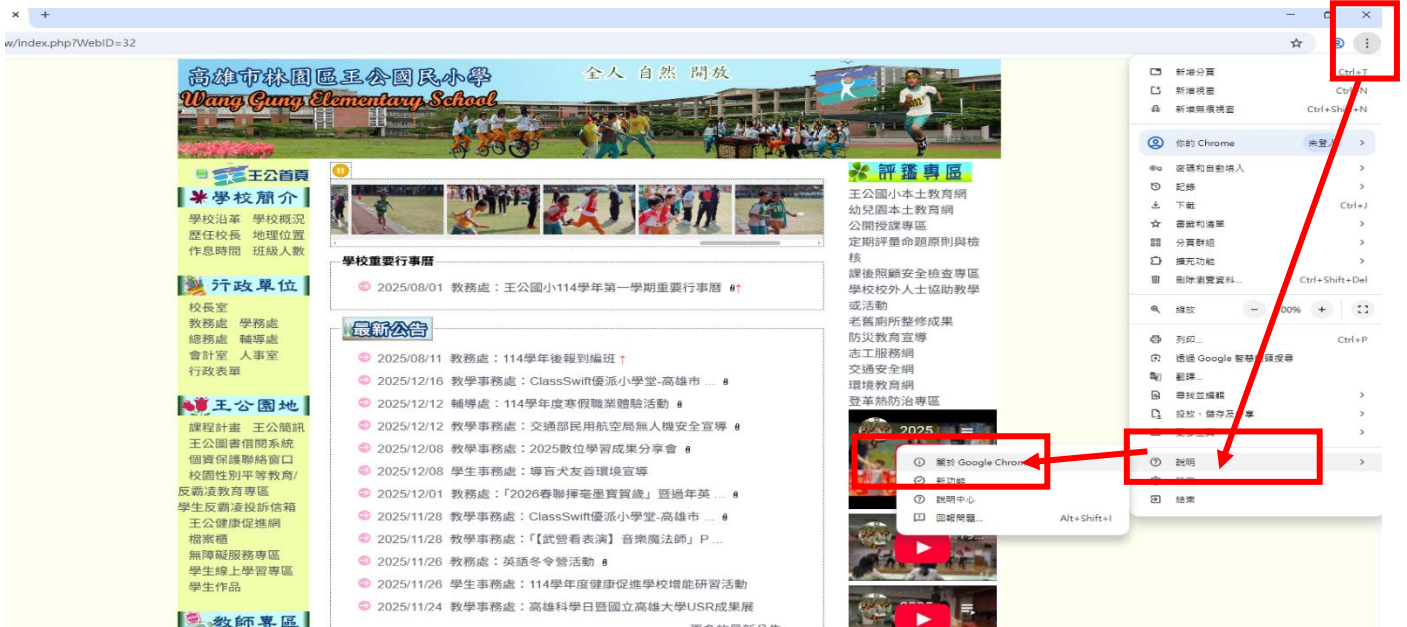 w/index.php?WebID=32
高雄市林園區王公國民小學
全人 自然 開放
Wang Gung Elementary School
王公首頁
學校簡介
學校沿革 學校概況
歷任校長 地理位置
作息時間 班級人數
行政單位
校長室
教務處 學務處
總務處 輔導處
會計室 人事室
行政表單
王公園地
課程計畫 王公簡訊
王公圖書借閱系統
個資保護聯絡窗口
校園性別平等教育/
反霸凌教育專區
學生反霸凌投訴信箱
王公健康促進網
檔案櫃
無障礙服務專區
學生線上學習專區
學生作品
教師專區
學校重要行事曆
2025/08/01 教務處：王公國小114學年第一學期重要行事曆
最新公告
2025/08/11 教務處：114學年後報到編班
2025/12/16 教學事務處：ClassSwift優派小學堂-高雄市 ...
2025/12/12 輔導處：114學年度寒假職業體驗活動
2025/12/12 教學事務處：交通部民用航空局無人機安全宣導
2025/12/08 教學事務處：2025數位學習成果分享會
2025/12/08 學生事務處：導盲犬友善環境宣導
2025/12/01 教務處：「2026春聯揮毫墨寶賀歲」暨過年英 ...
2025/11/28 教學事務處：ClassSwift優派小學堂-高雄市 ...
2025/11/28 教學事務處：「【武營看表演】音樂魔法師」P ...
2025/11/26 教務處：英語冬令營活動
2025/11/26 學生事務處：114學年度健康促進學校增能研習活動
2025/11/24 教學事務處：高雄科學日暨國立高雄大學USR成果展
評鑑專區
王公國小本土教育網
幼兒園本土教育網
公開授課專區
定期評量命題原則與檢
核
課後照顧安全檢查專區
學校校外人士協助教學
或活動
老舊廁所整修成果
防災教育宣導
志工服務網
交通安全網
環境教育網
登革熱防治專區
2025
新增分頁 Ctrl+T
新增視窗 Ctrl+N
新增無痕視窗 Ctrl+Shift+N
你的 Chrome 未登
密碼和自動填入
記錄
下載 Ctrl+J
書籤和清單
分頁群組
擴充功能
刪除瀏覽資料... Ctrl+Shift+Del
縮放 − 00% +
列印... Ctrl+P
透過 Google 智慧鏡頭搜尋
翻譯...
尋找並編輯
投放、儲存及分享
說明
結束
關於 Google Chrom
新功能
說明中心
回報問題... Alt+Shift+I